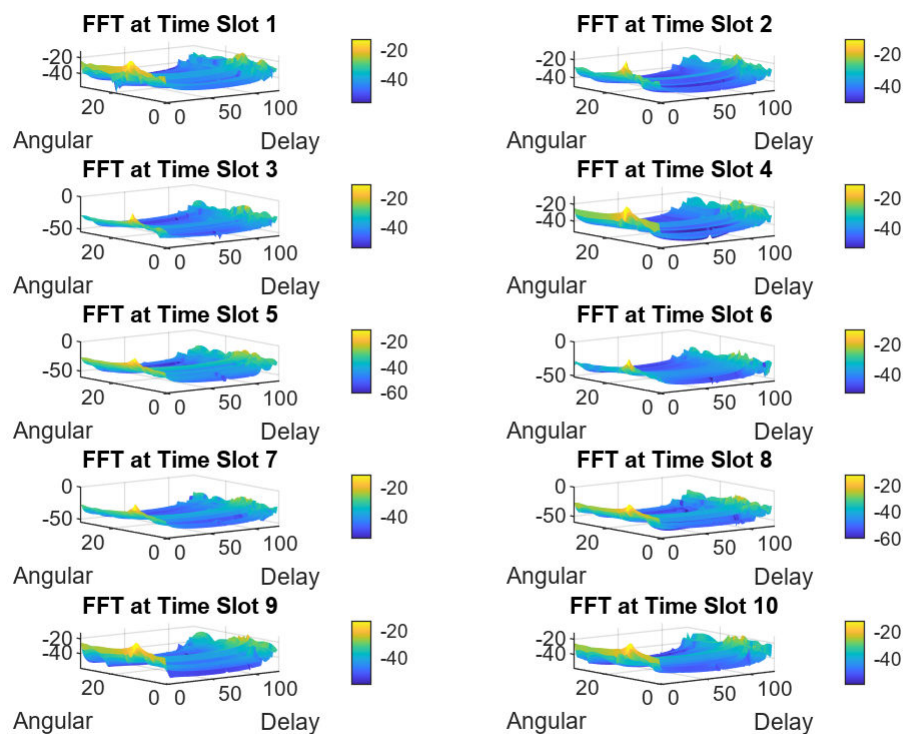 FFT at Time Slot 1
-20
-40
20
0 0 50 100
Angular Delay
-20
-40
FFT at Time Slot 2
-20
-40
20
0 0 50 100
Angular Delay
-20
-40
FFT at Time Slot 3
0
-50
20
0 0 50 100
Angular Delay
-20
-40
FFT at Time Slot 4
-20
-40
20
0 0 50 100
Angular Delay
-20
-40
FFT at Time Slot 5
0
-50
20
0 0 50 100
Angular Delay
-20
-40
-60
FFT at Time Slot 6
0
-50
20
0 0 50 100
Angular Delay
-20
-40
FFT at Time Slot 7
0
-50
20
0 0 50 100
Angular Delay
-20
-40
FFT at Time Slot 8
0
-50
20
0 0 50 100
Angular Delay
-20
-40
-60
FFT at Time Slot 9
-20
-40
20
0 0 50 100
Angular Delay
-20
-40
FFT at Time Slot 10
-20
-40
20
0 0 50 100
Angular Delay
-20
-40